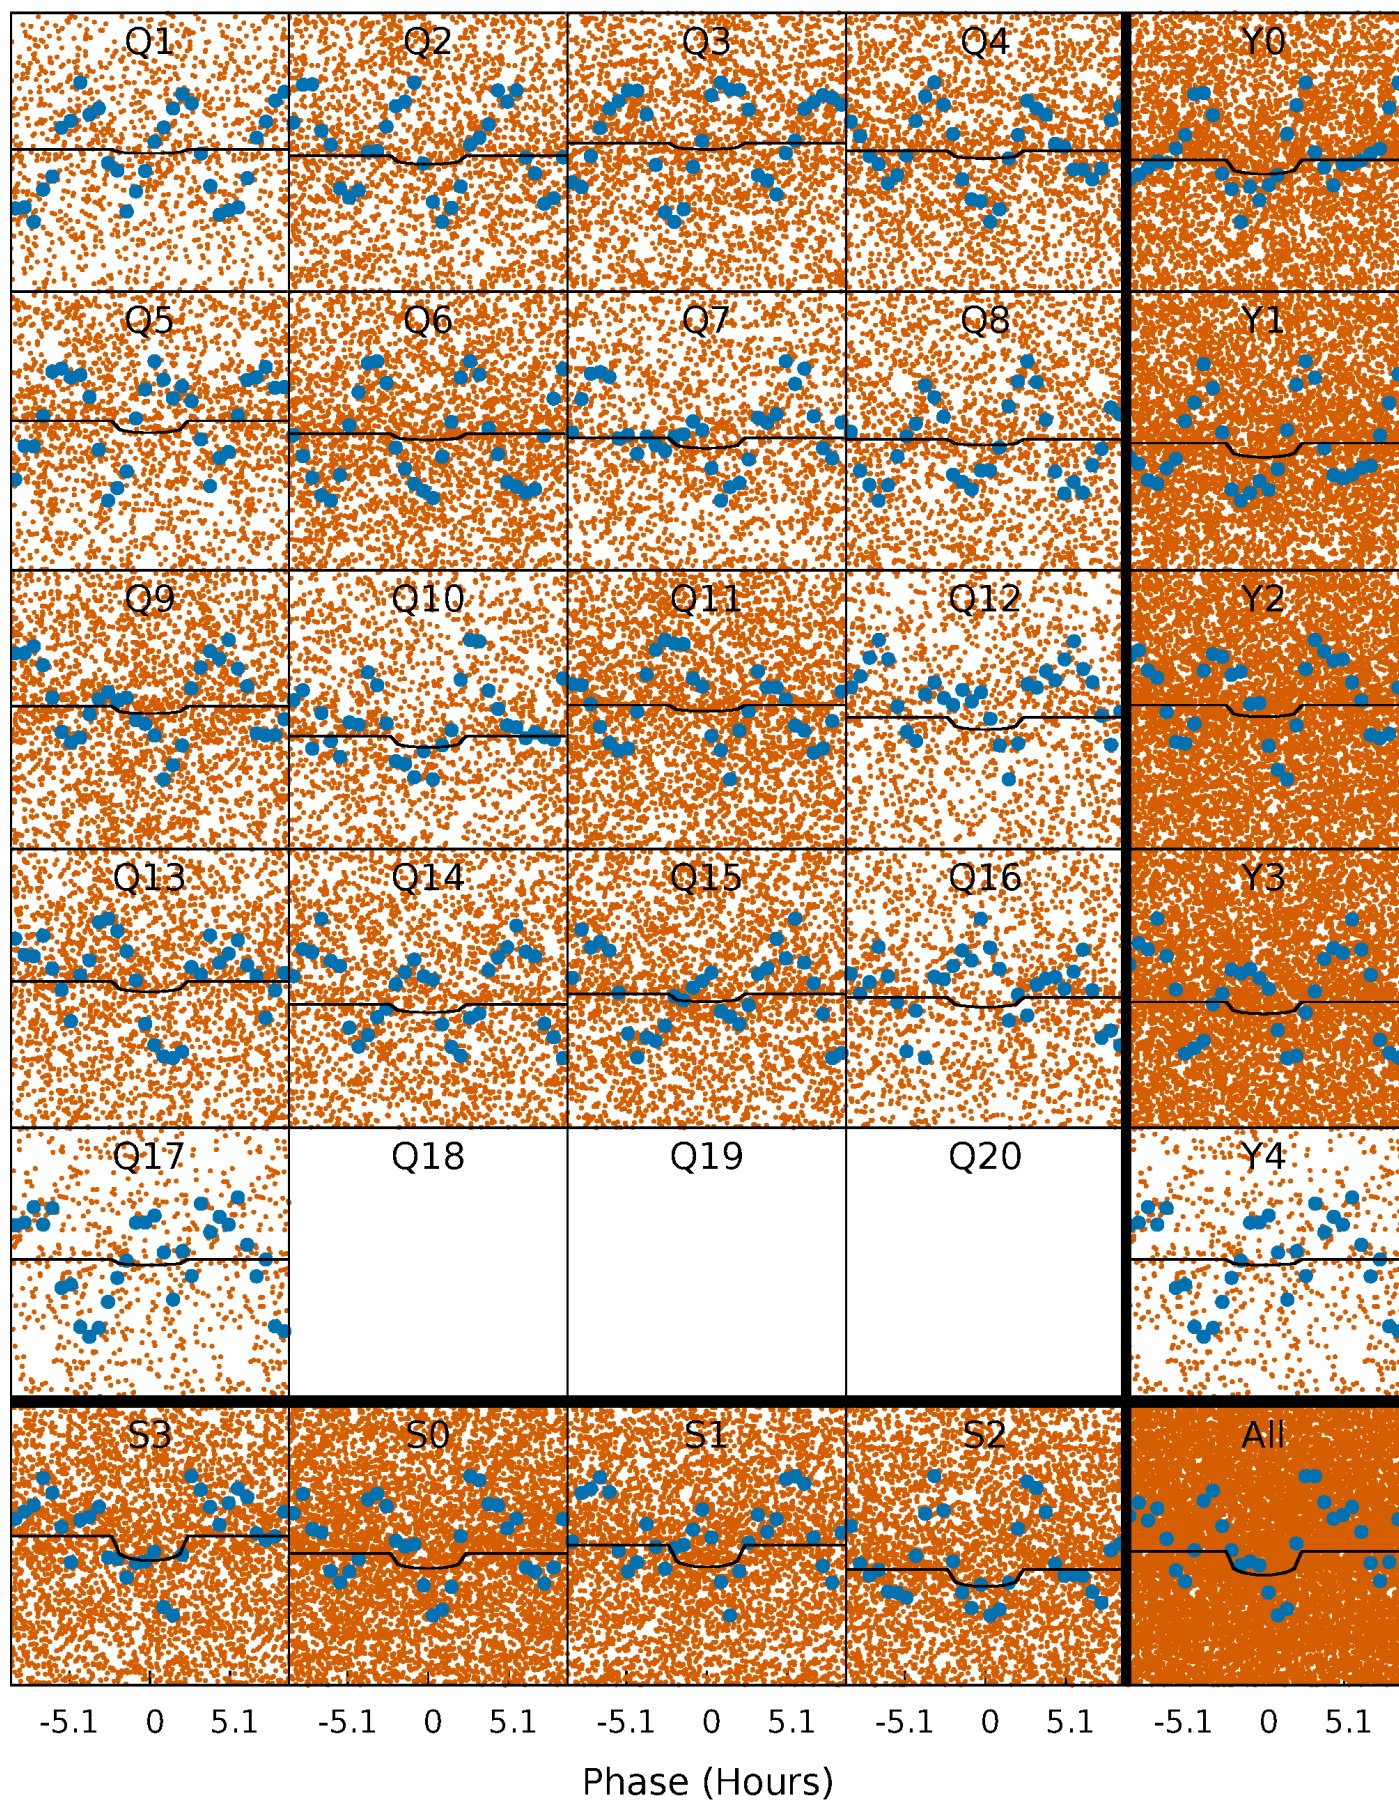 Q1 Q2 Q3 Q4 Y0
Q5 Q6 Q7 Q8 Y1
Q9 Q10 Q11 Q12 Y2
Q13 Q14 Q15 Q16 Y3
Q17 Q18 Q19 Q20 Y4
S3 S0 S1 S2 All
-5.1 0 5.1 -5.1 0 5.1 -5.1 0 5.1 -5.1 0 5.1 -5.1 0 5.1
Phase (Hours)